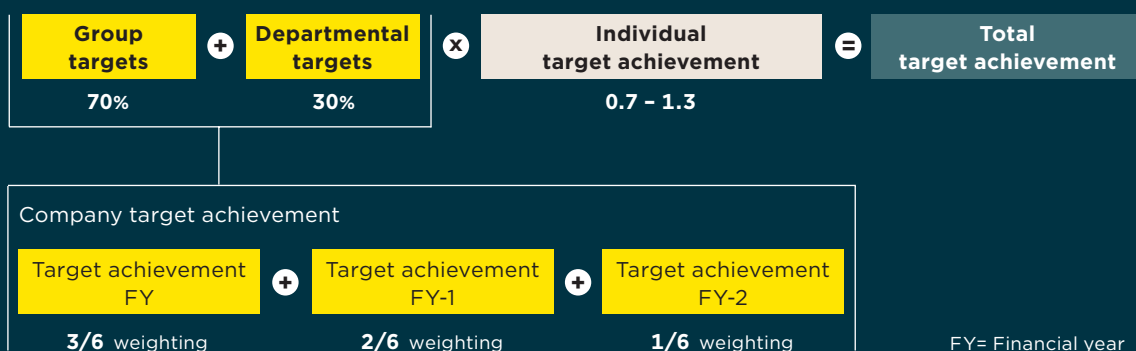 Group
targets
+
Departmental
targets
x
Individual
target achievement
=
Total
target achievement
70%
30%
0.7 – 1.3
Company target achievement
Target achievement
FY
+
Target achievement
FY-1
+
Target achievement
FY-2
3/6 weighting
2/6 weighting
1/6 weighting
FY= Financial year